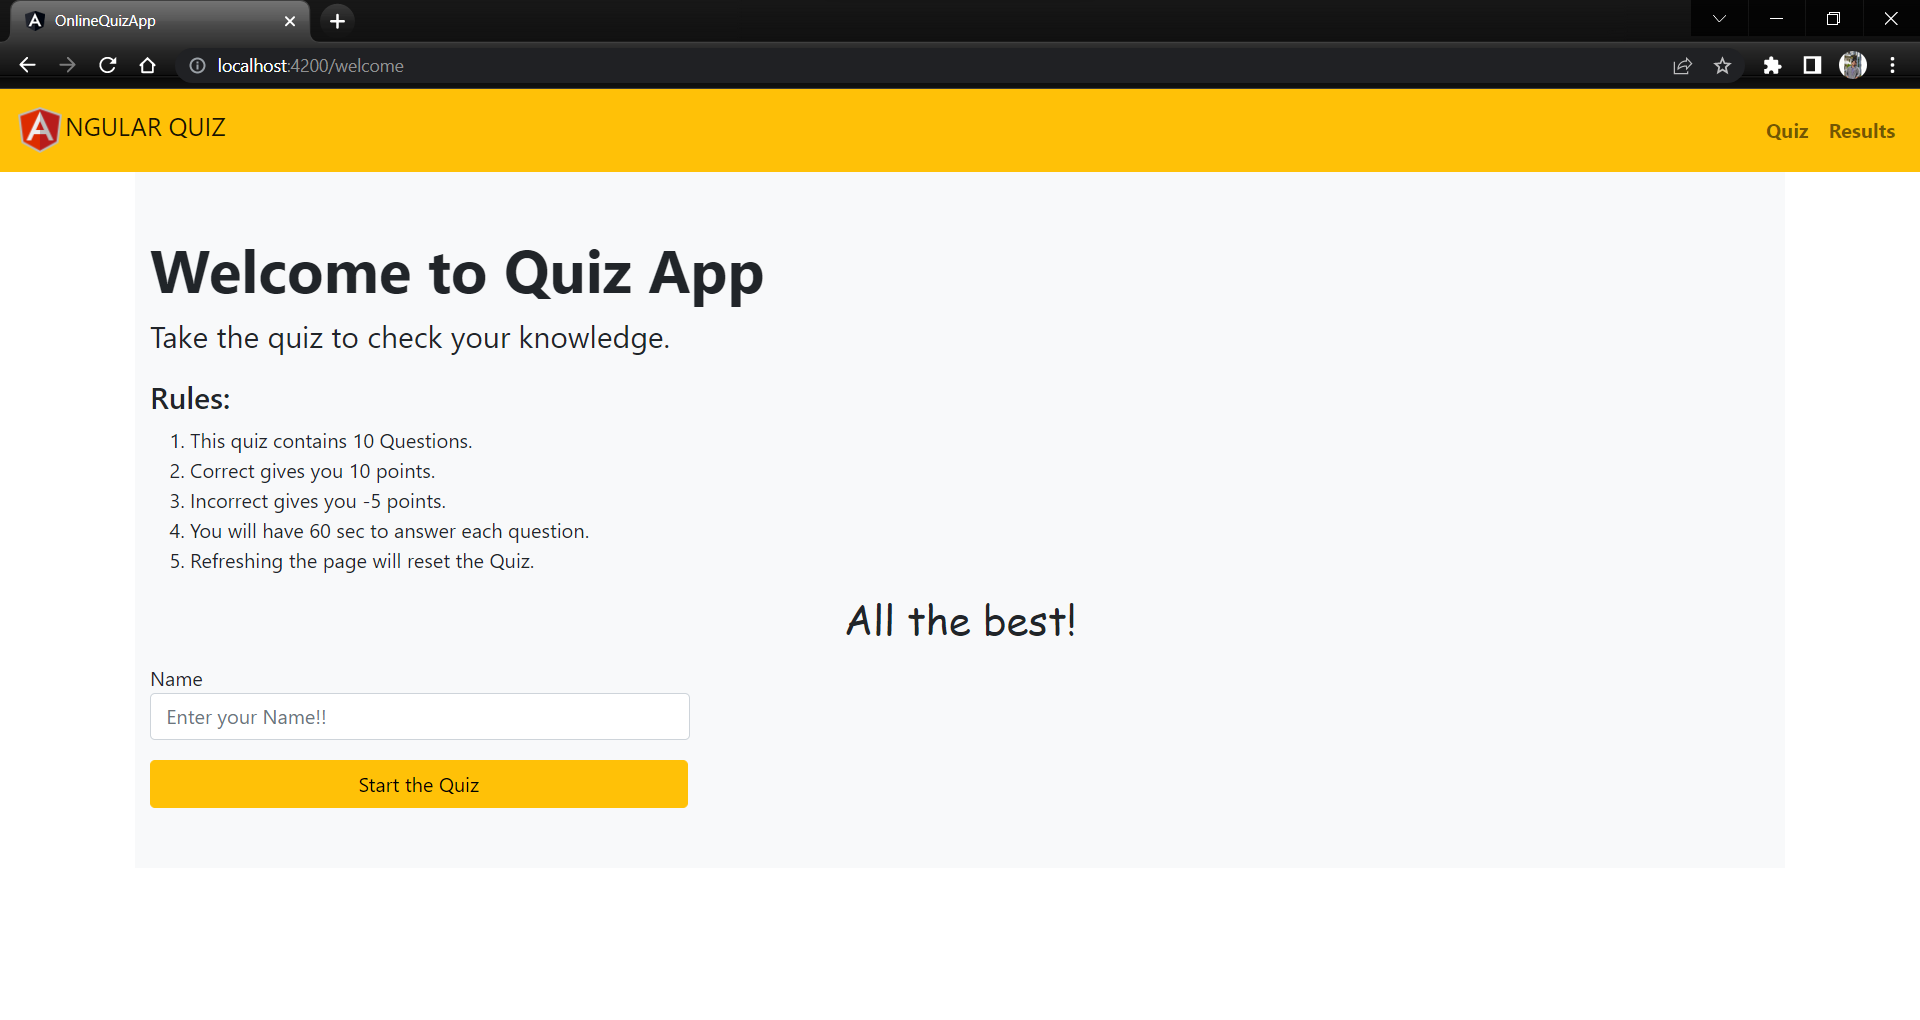 OnlineQuizApp
localhost:4200/welcome
A NGULAR QUIZ
Quiz Results
Welcome to Quiz App
Take the quiz to check your knowledge.
Rules:
1. This quiz contains 10 Questions.
2. Correct gives you 10 points.
3. Incorrect gives you -5 points.
4. You will have 60 sec to answer each question.
5. Refreshing the page will reset the Quiz.
All the best!
Name
Enter your Name!!
Start the Quiz